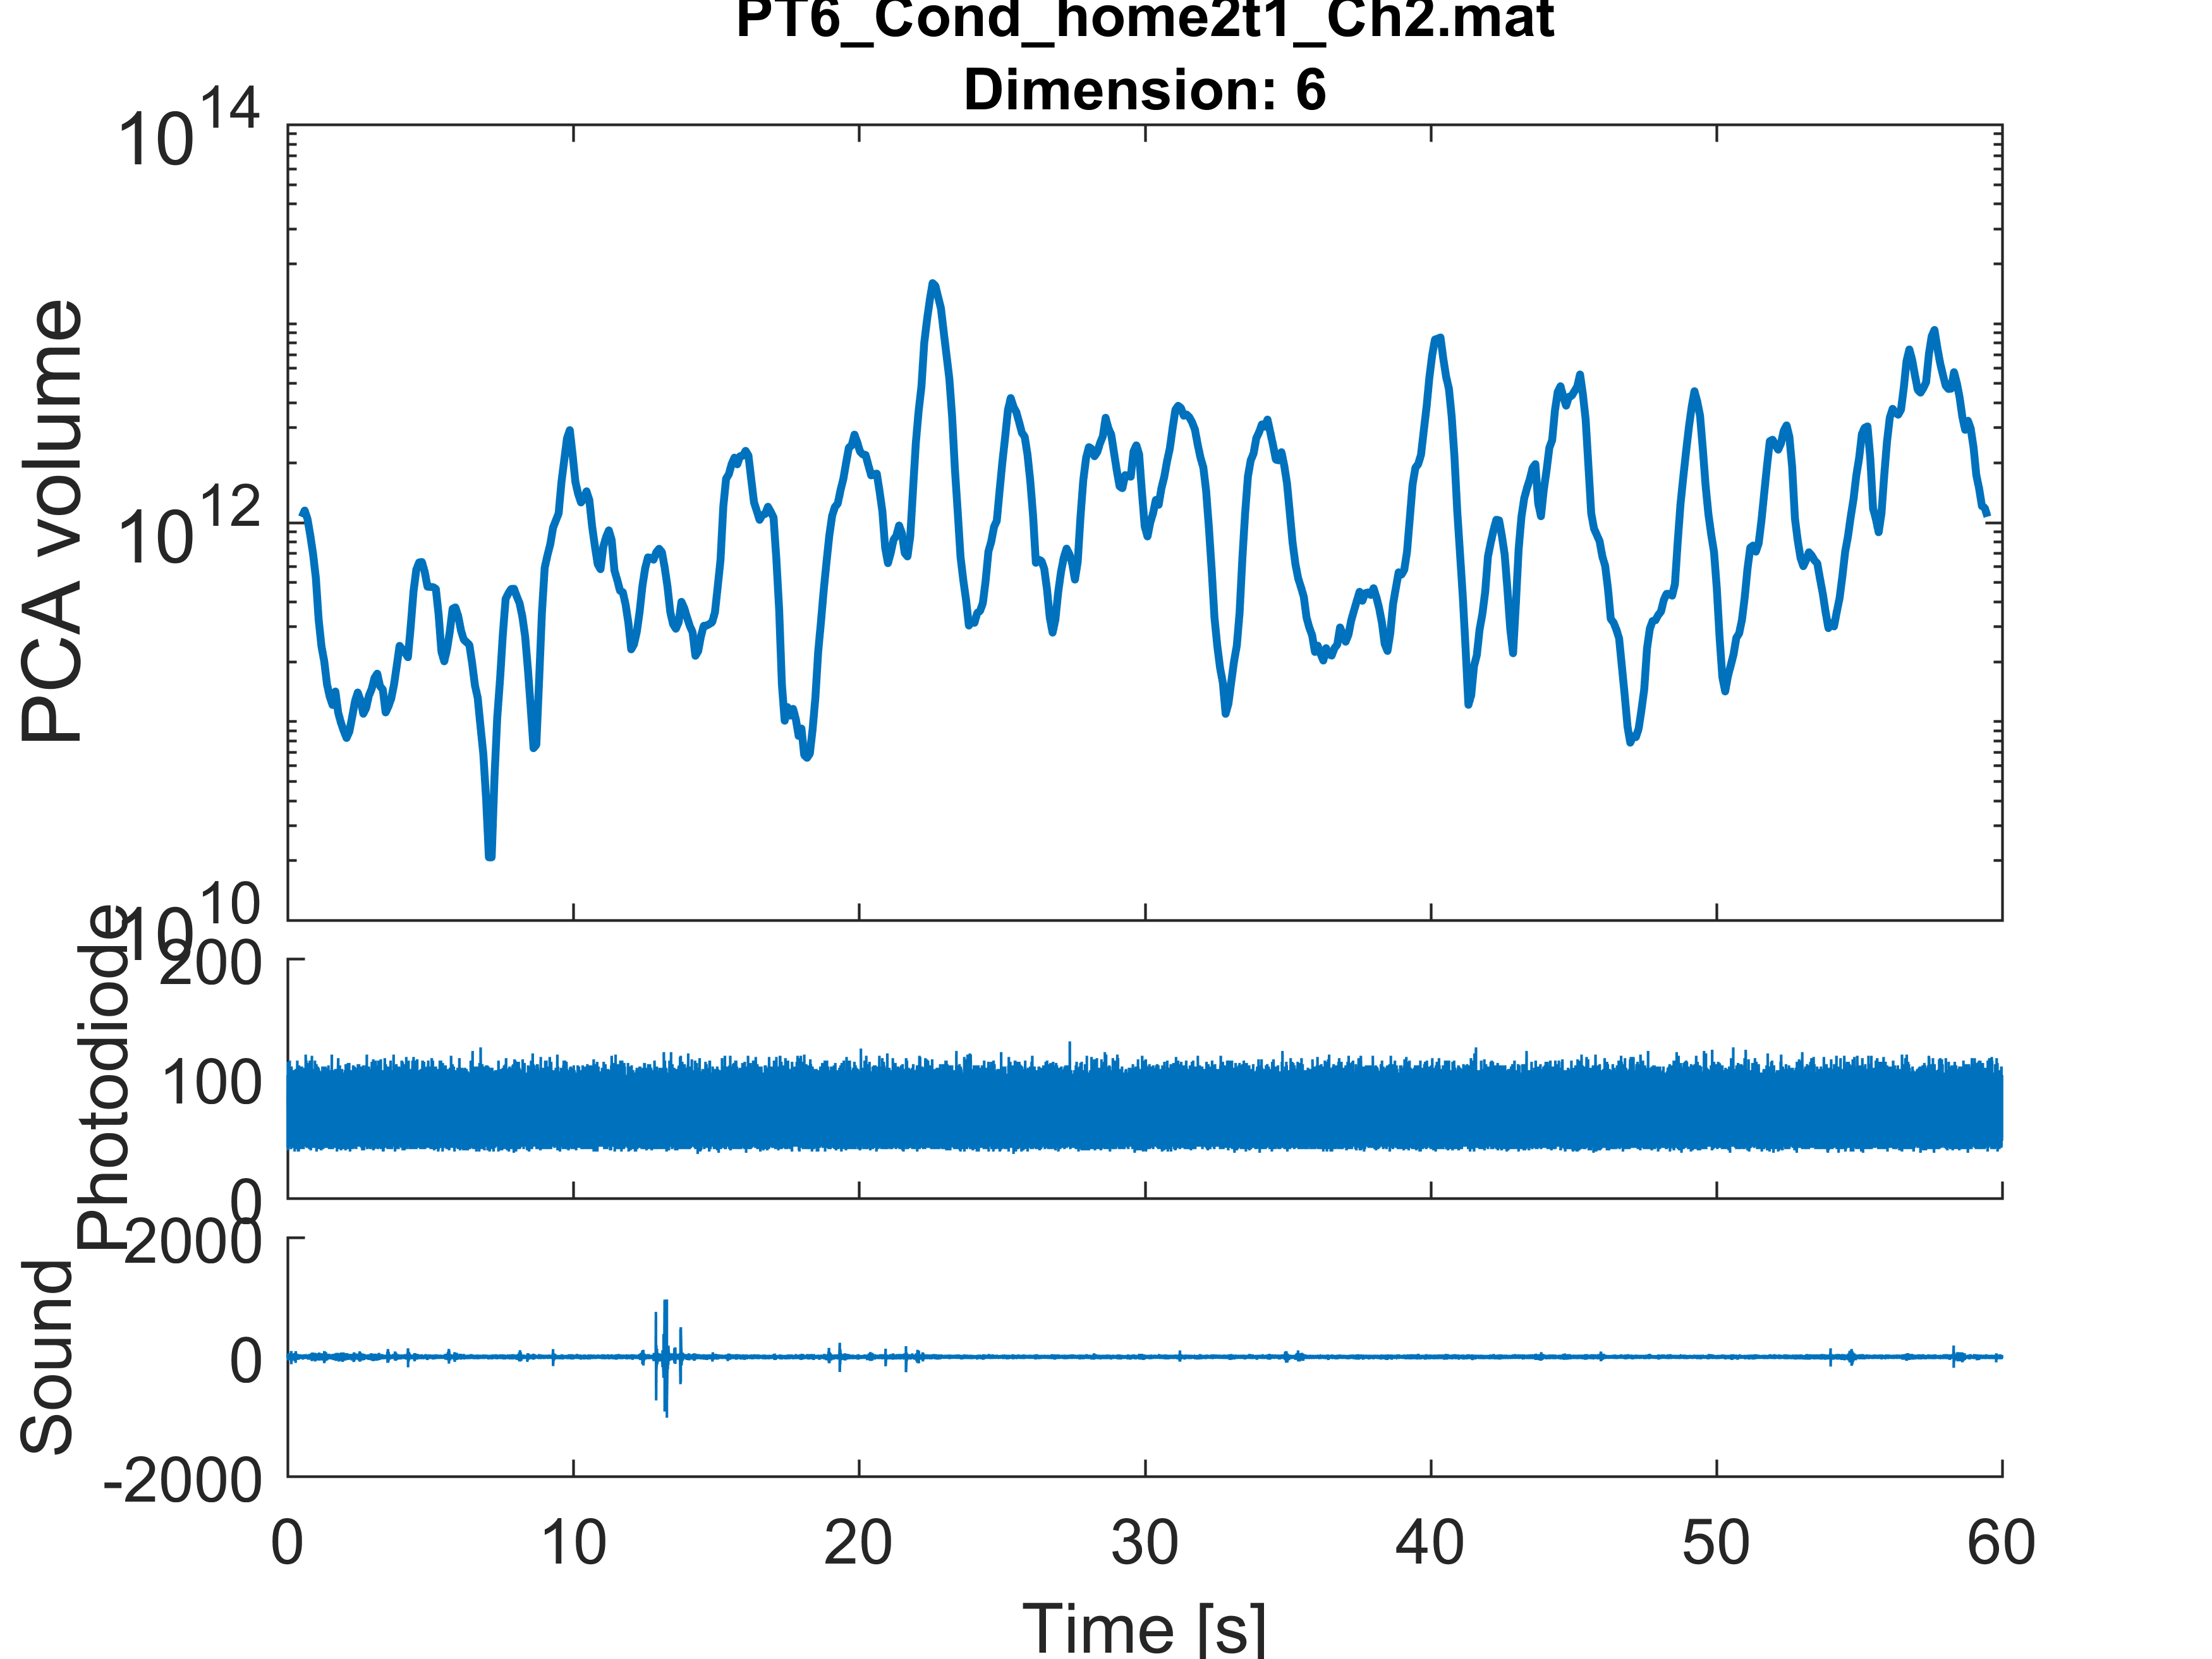 PT6_Cond_home2t1_Ch2.mat
Dimension: 6
10^14
10^12
10^10
PCA volume
200
100
0
Photodiode
2000
0
-2000
Sound
0 10 20 30 40 50 60
Time [s]